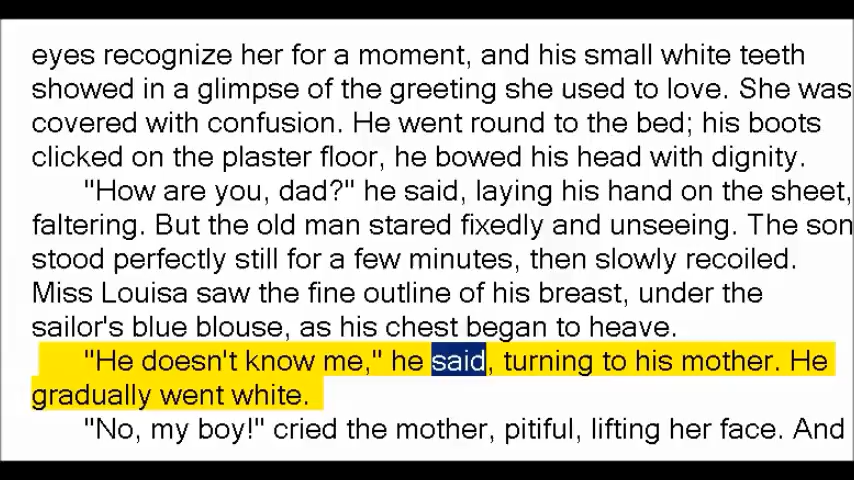 eyes recognize her for a moment, and his small white teeth
showed in a glimpse of the greeting she used to love. She was
covered with confusion. He went round to the bed; his boots
clicked on the plaster floor, he bowed his head with dignity.
"How are you, dad?" he said, laying his hand on the sheet,
faltering. But the old man stared fixedly and unseeing. The son
stood perfectly still for a few minutes, then slowly recoiled.
Miss Louisa saw the fine outline of his breast, under the
sailor's blue blouse, as his chest began to heave.
"He doesn't know me," he said, turning to his mother. He
gradually went white.
"No, my boy!" cried the mother, pitiful, lifting her face. And